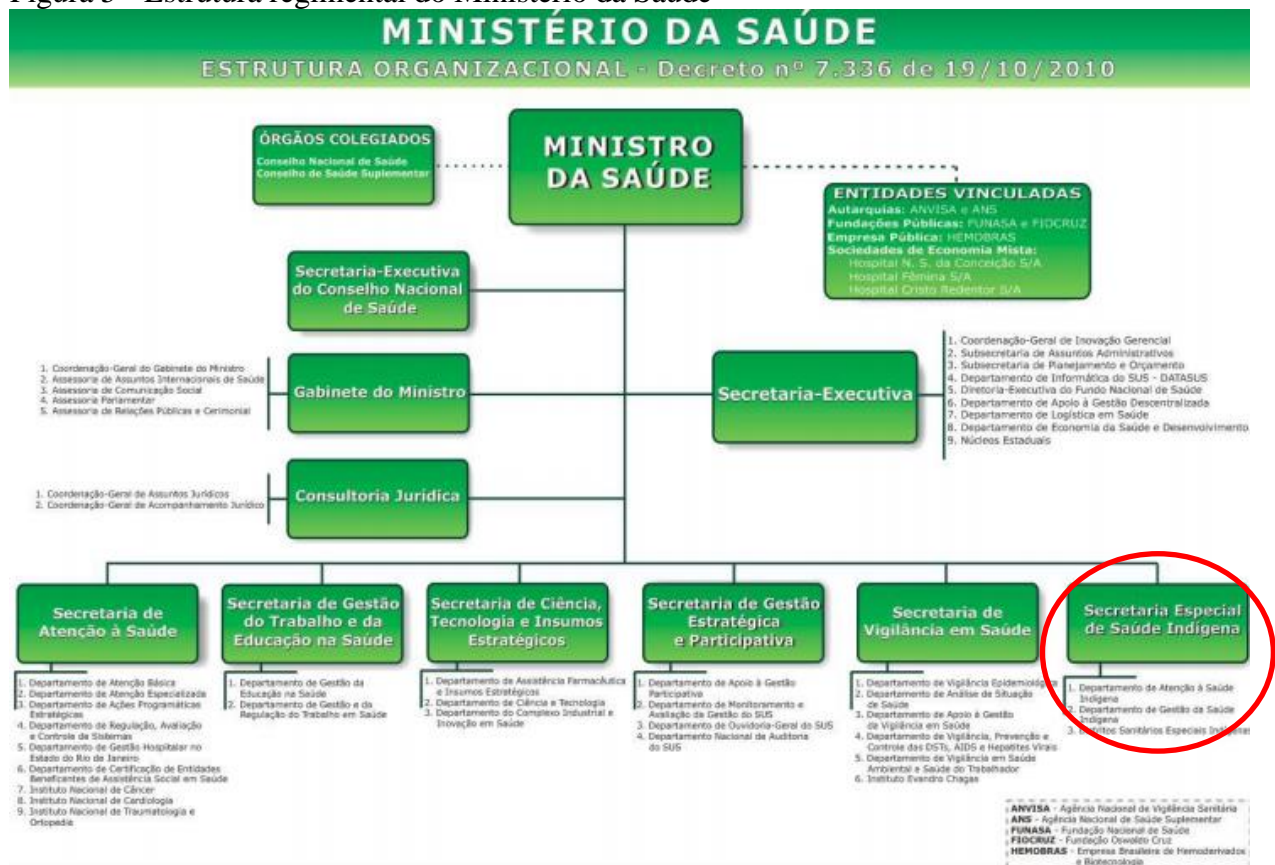 Figura 3 - Estrutura regimental do Ministério da Saúde
MINISTÉRIO DA SAÚDE
ESTRUTURA ORGANIZACIONAL - Decreto nº 7.336 de 19/10/2010
ÓRGÃOS COLEGIADOS
Conselho Nacional de Saúde
Conselho de Saúde Suplementar
MINISTRO
DA SAÚDE
ENTIDADES VINCULADAS
Autarquias: ANVISA e ANS
Fundações Públicas: FUNASA e FIOCRUZ
Empresa Pública: HEMOBRAS
Sociedades de Economia Mista:
Hospital N. S. da Conceição S/A
Hospital Fêmina S/A
Hospital Cristo Redentor S/A
Secretaria-Executiva
do Conselho Nacional
de Saúde
1. Coordenação-Geral do Gabinete do Ministro
2. Assessoria de Assuntos Internacionais de Saúde
3. Assessoria de Comunicação Social
4. Assessoria Parlamentar
5. Assessoria de Relações Públicas e Cerimonial
Gabinete do Ministro
Secretaria-Executiva
1. Coordenação-Geral de Inovação Gerencial
2. Subsecretaria de Assuntos Administrativos
3. Subsecretaria de Planejamento e Orçamento
4. Departamento de Informática do SUS - DATASUS
5. Diretoria-Executiva do Fundo Nacional de Saúde
6. Departamento de Apoio à Gestão Descentralizada
7. Departamento de Logística em Saúde
8. Departamento de Economia da Saúde e Desenvolvimento
9. Núcleos Estaduais
1. Coordenação-Geral de Assuntos Jurídicos
2. Coordenação-Geral de Acompanhamento Jurídico
Consultoria Jurídica
Secretaria de
Atenção à Saúde
1. Departamento de Atenção Básica
2. Departamento de Atenção Especializada
3. Departamento de Ações Programáticas
Estratégicas
4. Departamento de Regulação, Avaliação
e Controle de Sistemas
5. Departamento de Gestão Hospitalar no
Estado do Rio de Janeiro
6. Departamento de Certificação de Entidades
Beneficentes de Assistência Social em Saúde
7. Instituto Nacional de Câncer
8. Instituto Nacional de Cardiologia
9. Instituto Nacional de Traumatologia e
Ortopedia
Secretaria de Gestão
do Trabalho e da
Educação na Saúde
1. Departamento de Gestão da
Educação na Saúde
2. Departamento de Gestão e da
Regulação do Trabalho em Saúde
Secretaria de Ciência,
Tecnologia e Insumos
Estratégicos
1. Departamento de Assistência Farmacêutica
e Insumos Estratégicos
2. Departamento de Ciência e Tecnologia
3. Departamento do Complexo Industrial e
Inovação em Saúde
Secretaria de Gestão
Estratégica
e Participativa
1. Departamento de Apoio à Gestão
Participativa
2. Departamento de Monitoramento e
Avaliação da Gestão do SUS
3. Departamento de Ouvidoria-Geral do SUS
4. Departamento Nacional de Auditoria
do SUS
Secretaria de
Vigilância em Saúde
1. Departamento de Vigilância Epidemiológica
2. Departamento de Análise de Situação
de Saúde
3. Departamento de Apoio à Gestão
da Vigilância em Saúde
4. Departamento de Vigilância, Prevenção e
Controle das DSTs, AIDS e Hepatites Virais
5. Departamento de Vigilância em Saúde
Ambiental e Saúde do Trabalhador
6. Instituto Evandro Chagas
Secretaria Especial
de Saúde Indígena
1. Departamento de Atenção à Saúde
Indígena
2. Departamento de Gestão da Saúde
Indígena
3. Distritos Sanitários Especiais Indígenas
ANVISA - Agência Nacional de Vigilância Sanitária
ANS - Agência Nacional de Saúde Suplementar
FUNASA - Fundação Nacional de Saúde
FIOCRUZ - Fundação Oswaldo Cruz
HEMOBRAS - Empresa Brasileira de Hemoderivados
e Biotecnologia